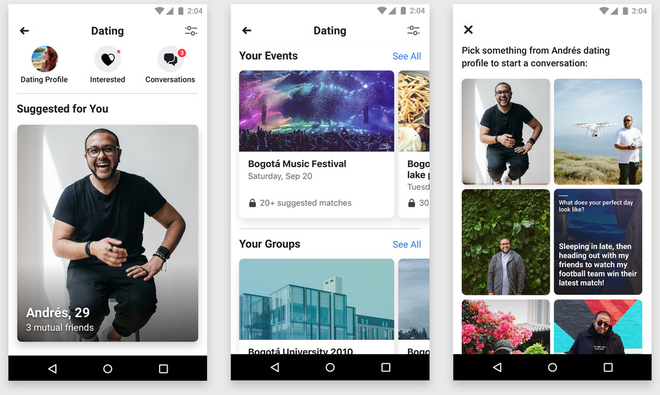 2:04
Dating
Dating Profile
Interested
3
Conversations
Suggested for You
Andrés, 29
3 mutual friends
2:04
Dating
Your Events
See All
Bogotá Music Festival
Saturday, Sep 20
20+ suggested matches
Bogo
lake p
Tuesd
30
Your Groups
See All
Bogotá University 2010
Bogo
2:04
Pick something from Andrés dating
profile to start a conversation:
What does your perfect day
look like?
Sleeping in late, then
heading out with my
friends to watch my
football team win their
latest match!